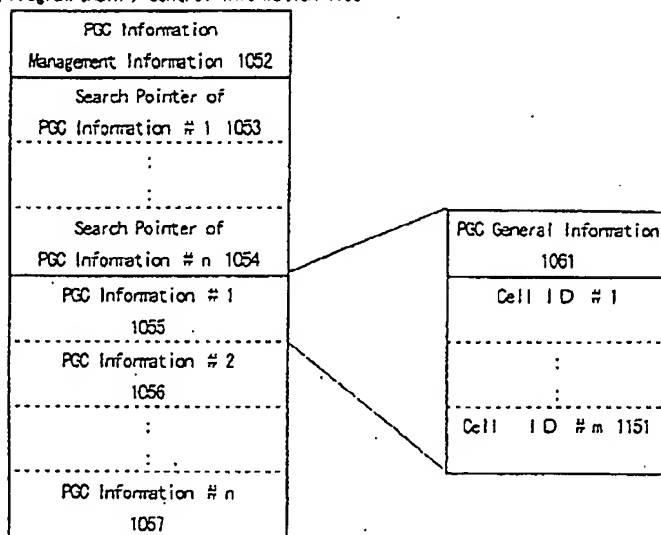 Control Information
PGC Information
Management Information 1052
Search Pointer of
PGC Information # 1 1053
:
:
Search Pointer of
PGC Information # n 1054
PGC Information # 1
1055
PGC Information # 2
1056
:
:
PGC Information # n
1057
PGC General Information
1061
Cell ID # 1
:
:
Cell ID # m 1151